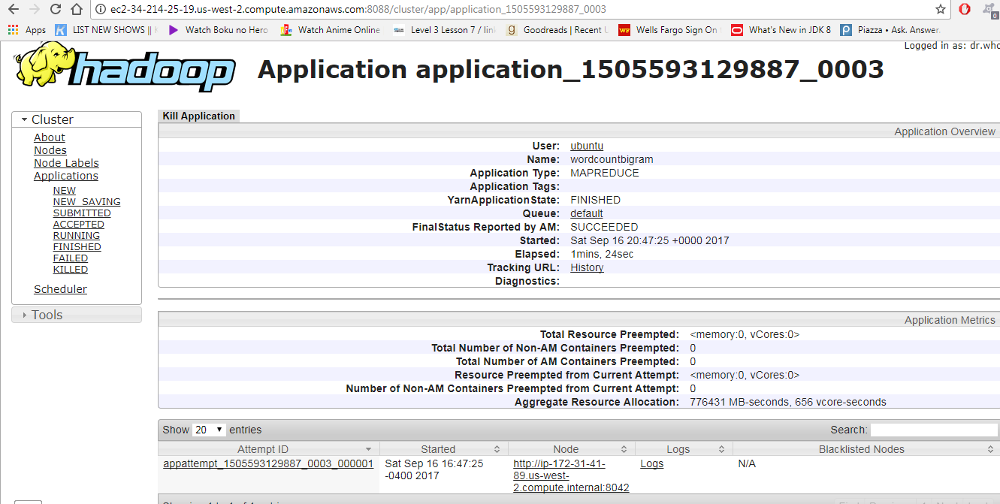 ec2-34-214-25-19.us-west-2.compute.amazonaws.com:8088/cluster/app/application_1505593129887_0003
Apps LIST NEW SHOWS || Watch Boku no Hero Watch Anime Online Level 3 Lesson 7 / Goodreads | Recent Wells Fargo Sign On What's New in JDK 8 Piazza • Ask. Answer.
0
Logged in as: dr.who
hadoop
Application application_1505593129887_0003
Cluster
About
Nodes
Node Labels
Applications
NEW
NEW_SAVING
SUBMITTED
ACCEPTED
RUNNING
FINISHED
FAILED
KILLED
Scheduler
Tools
Kill Application
Application Overview
User: ubuntu
Name: wordcountbigram
Application Type: MAPREDUCE
Application Tags:
YarnApplicationState: FINISHED
Queue: default
FinalStatus Reported by AM: SUCCEEDED
Started: Sat Sep 16 20:47:25 +0000 2017
Elapsed: 1mins, 24sec
Tracking URL: History
Diagnostics:
Application Metrics
Total Resource Preempted: <memory:0, vCores:0>
Total Number of Non-AM Containers Preempted: 0
Total Number of AM Containers Preempted: 0
Resource Preempted from Current Attempt: <memory:0, vCores:0>
Number of Non-AM Containers Preempted from Current Attempt: 0
Aggregate Resource Allocation: 776431 MB-seconds, 656 vcore-seconds
Show 20 entries Search:
Attempt ID Started Node Logs Blacklisted Nodes
appattempt_1505593129887_0003_000001 Sat Sep 16 16:47:25 http://ip-172-31-41- Logs N/A
-0400 2017 89.us-west-
2.compute.internal:8042